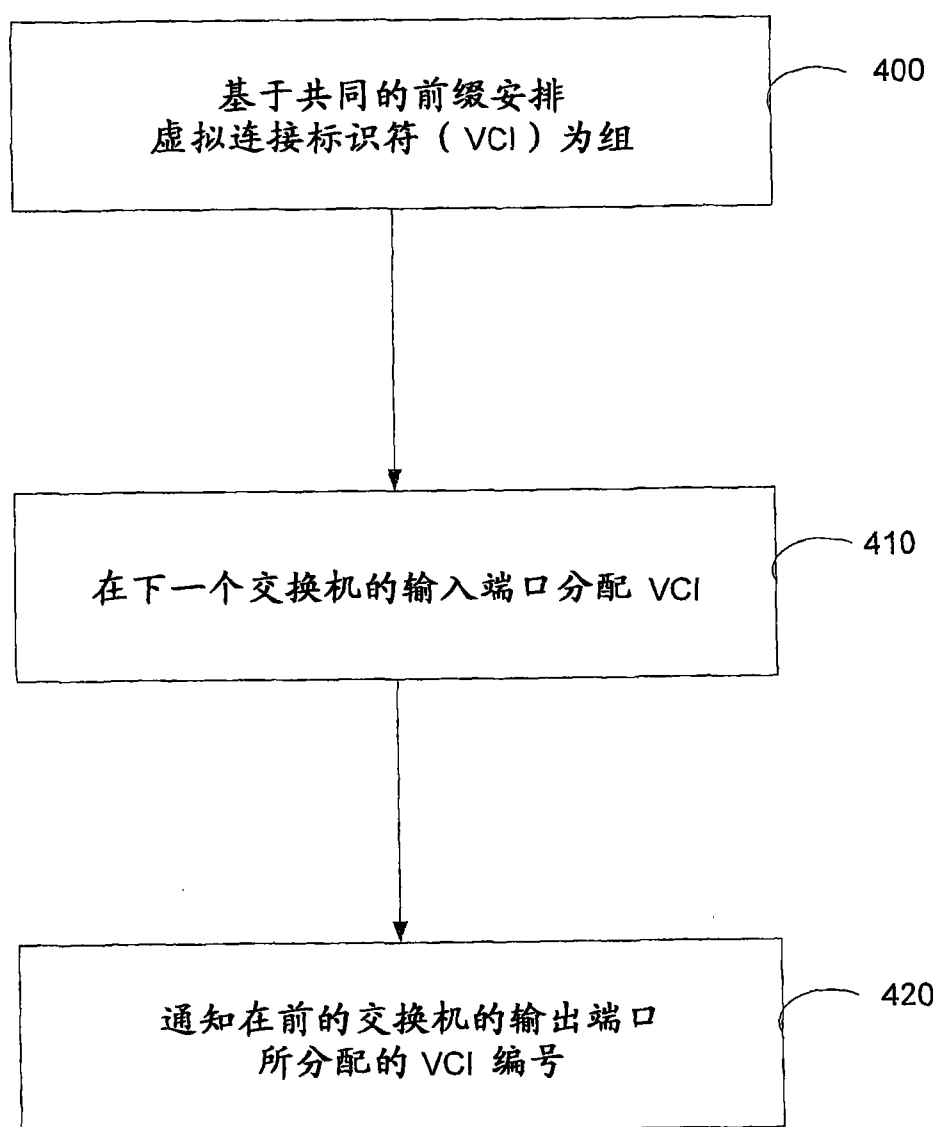 基于共同的前缀安排
虚拟连接标识符（VCI）为组
400
在下一个交换机的输入端口分配 VCI
410
通知在前的交换机的输出端口
所分配的 VCI 编号
420